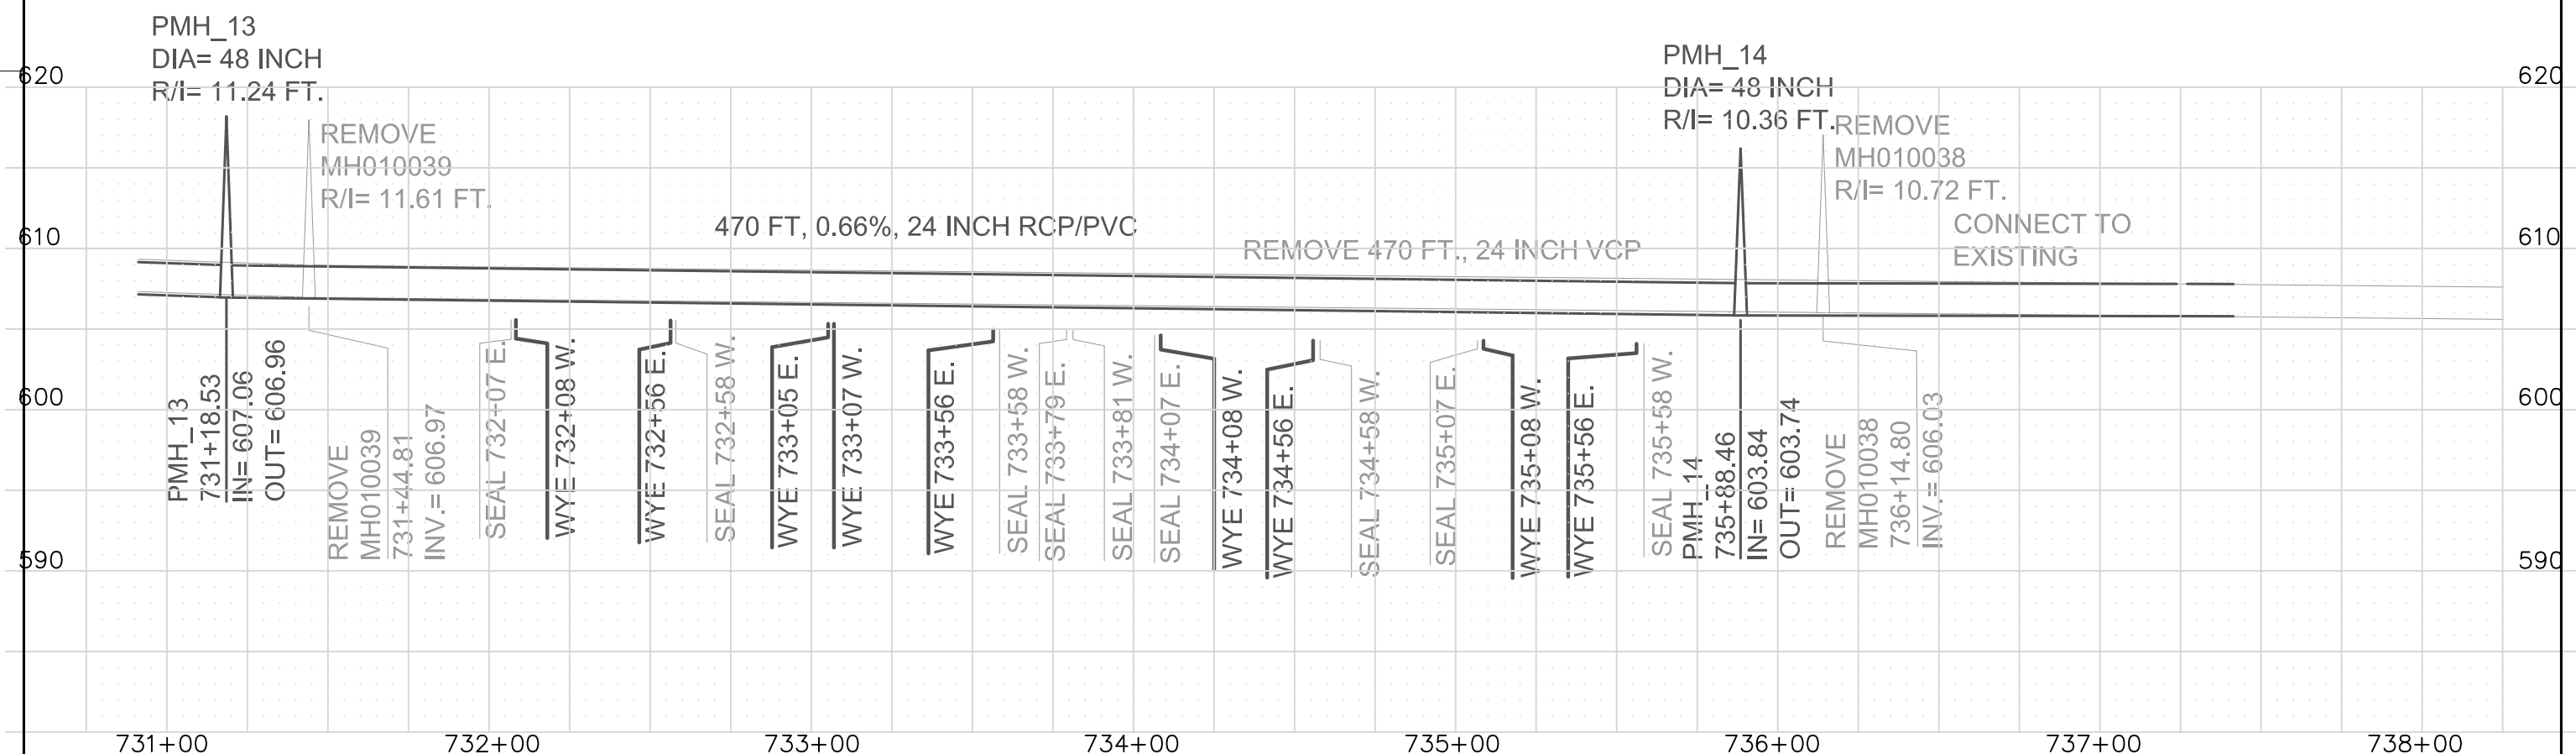 PMH_13
DIA= 48 INCH
R/I= 11.24 FT.
PMH_14
DIA= 48 INCH
R/I= 10.36 FT.
620
620
REMOVE
MH010039
R/I= 11.61 FT.
REMOVE
MH010038
R/I= 10.72 FT.
470 FT, 0.66%, 24 INCH RCP/PVC
REMOVE 470 FT., 24 INCH VCP
CONNECT TO
EXISTING
610
610
PMH_13
731+18.53
IN= 607.06
OUT= 606.96
REMOVE
MH010039
731+44.81
INV.= 606.97
SEAL 732+07 E.
WYE 732+08 W.
WYE 732+56 E.
SEAL 732+58 W.
WYE 733+05 E.
WYE 733+07 W.
WYE 733+56 E.
SEAL 733+58 W.
SEAL 733+79 E.
SEAL 733+81 W.
SEAL 734+07 E.
WYE 734+08 W.
WYE 734+56 E.
SEAL 734+58 W.
SEAL 735+07 E.
WYE 735+08 W.
WYE 735+56 E.
SEAL 735+58 W.
PMH_14
735+88.46
IN= 603.84
OUT= 603.74
REMOVE
MH010038
736+14.80
INV.= 606.03
600
600
590
590
731+00
732+00
733+00
734+00
735+00
736+00
737+00
738+00